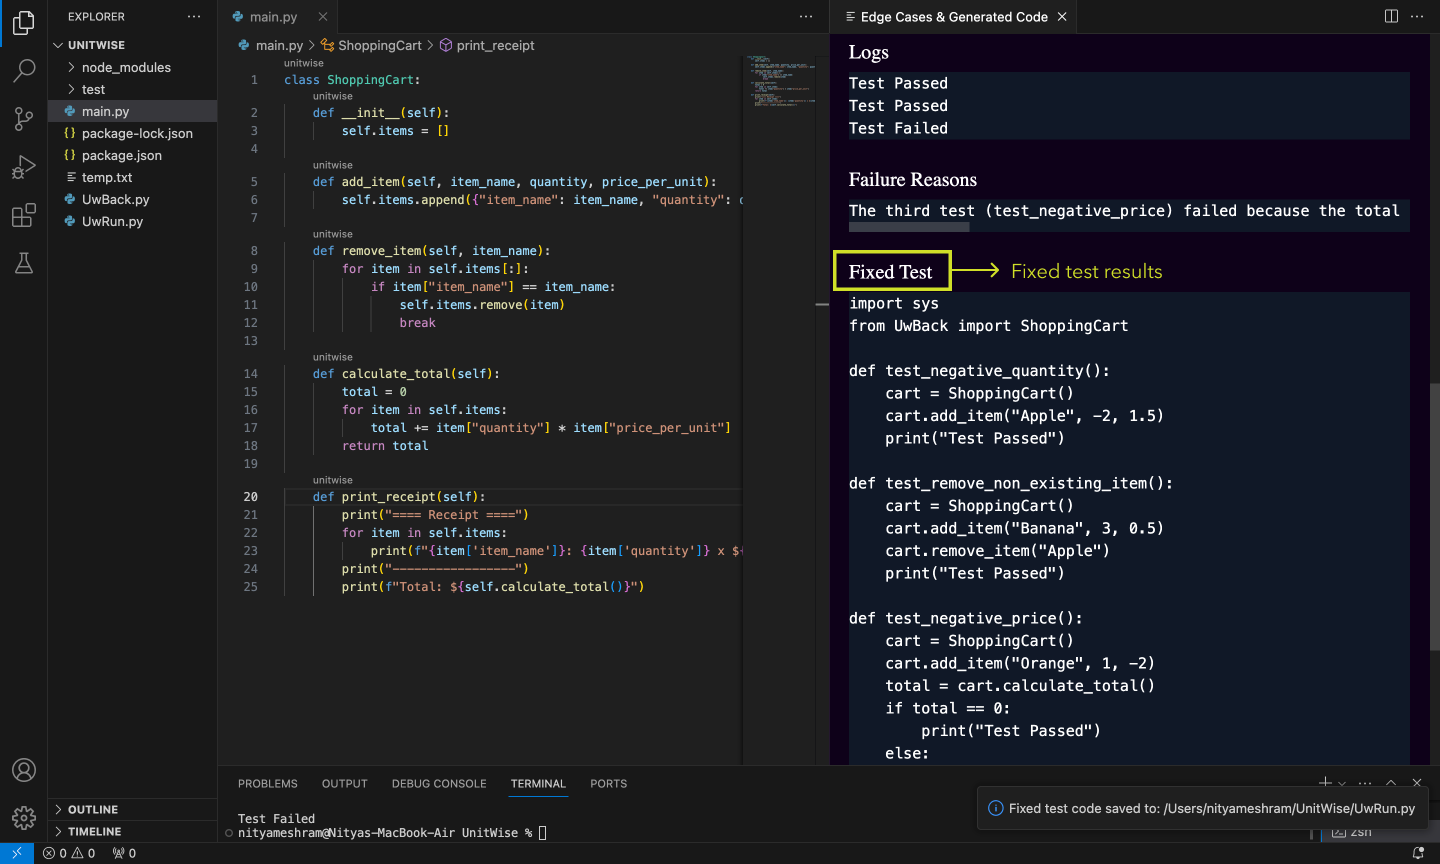 EXPLORER
UNITWISE
node_modules
test
main.py
{} package-lock.json
{} package.json
temp.txt
UwBack.py
UwRun.py
OUTLINE
TIMELINE
main.py
main.py > ShoppingCart > print_receipt
unitwise
1 class ShoppingCart:
unitwise
2 def __init__(self):
3 self.items = []
4
unitwise
5 def add_item(self, item_name, quantity, price_per_unit):
6 self.items.append({"item_name": item_name, "quantity":
7
unitwise
8 def remove_item(self, item_name):
9 for item in self.items[:]:
10 if item["item_name"] == item_name:
11 self.items.remove(item)
12 break
13
unitwise
14 def calculate_total(self):
15 total = 0
16 for item in self.items:
17 total += item["quantity"] * item["price_per_unit"]
18 return total
19
unitwise
20 def print_receipt(self):
21 print("==== Receipt ====")
22 for item in self.items:
23 print(f"{item['item_name']}: {item['quantity']} x ${
24 print("-----------------")
25 print(f"Total: ${self.calculate_total()}")
Edge Cases & Generated Code
Logs
Test Passed
Test Passed
Test Failed
Failure Reasons
The third test (test_negative_price) failed because the total
Fixed Test
Fixed test results
import sys
from UwBack import ShoppingCart
def test_negative_quantity():
cart = ShoppingCart()
cart.add_item("Apple", -2, 1.5)
print("Test Passed")
def test_remove_non_existing_item():
cart = ShoppingCart()
cart.add_item("Banana", 3, 0.5)
cart.remove_item("Apple")
print("Test Passed")
def test_negative_price():
cart = ShoppingCart()
cart.add_item("Orange", 1, -2)
total = cart.calculate_total()
if total == 0:
print("Test Passed")
else:
PROBLEMS OUTPUT DEBUG CONSOLE TERMINAL PORTS
Test Failed
nityameshram@Nityas-MacBook-Air UnitWise %
Fixed test code saved to: /Users/nityameshram/UnitWise/UwRun.py
zsh
0 0 0